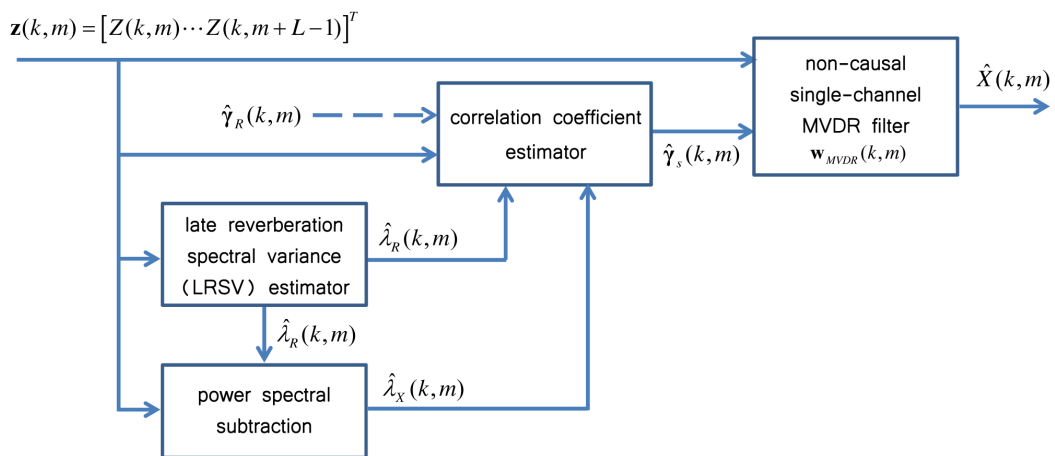 𝐳(k,m) = [Z(k,m)⋯Z(k,m+L−1)]ᵀ
non-causal
single-channel
MVDR filter
𝐰_MVDR(k,m)
X̂(k,m)
γ̂_R(k,m)
correlation coefficient
estimator
γ̂_s(k,m)
late reverberation
spectral variance
(LRSV) estimator
λ̂_R(k,m)
λ̂_R(k,m)
power spectral
subtraction
λ̂_X(k,m)